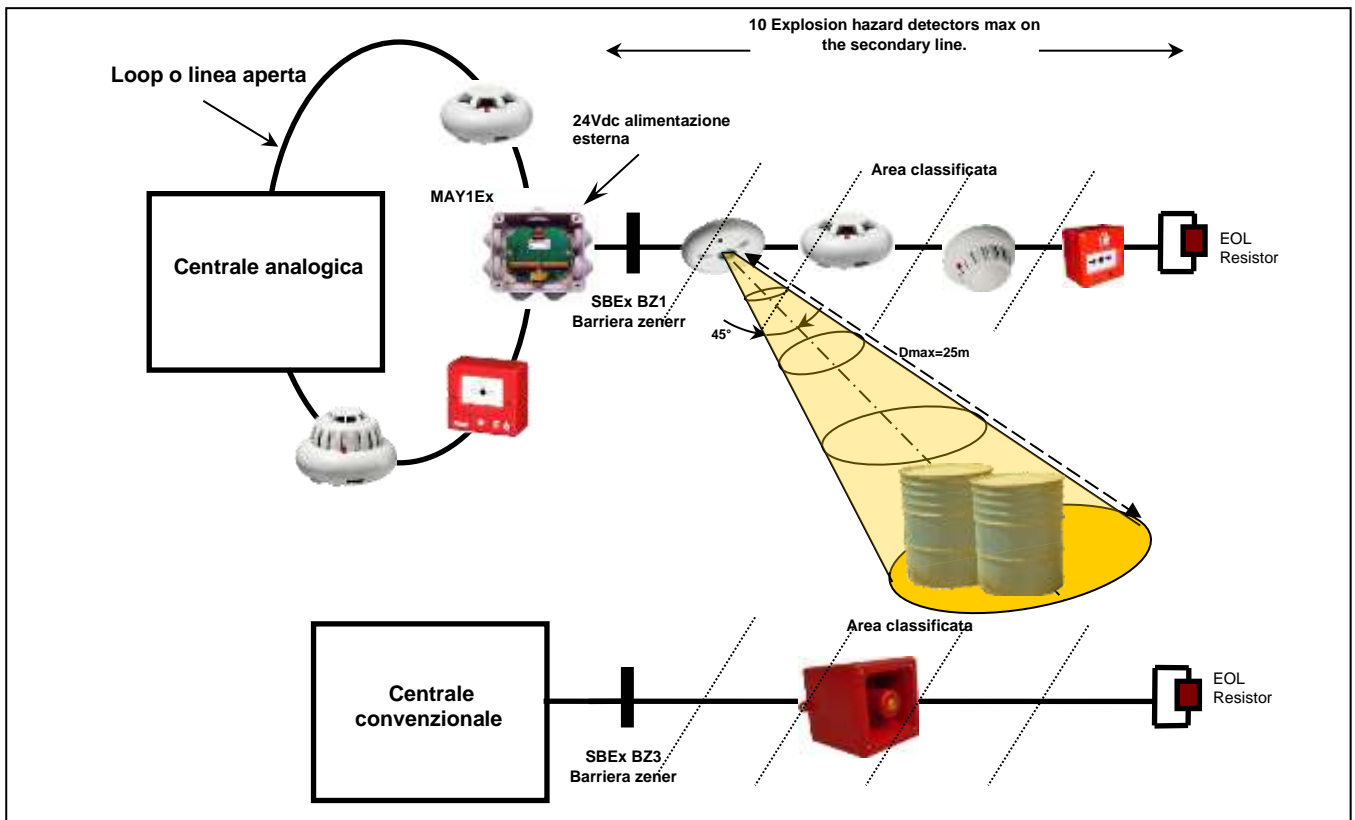 10 Explosion hazard detectors max on
the secondary line.
Loop o linea aperta
24Vdc alimentazione
esterna
MAY1Ex
Area classificata
Centrale analogica
SBEx BZ1
Barriera zenerr
EOL
Resistor
45°
Dmax=25m
Area classificata
Centrale
convenzionale
SBEx BZ3
Barriera zener
EOL
Resistor